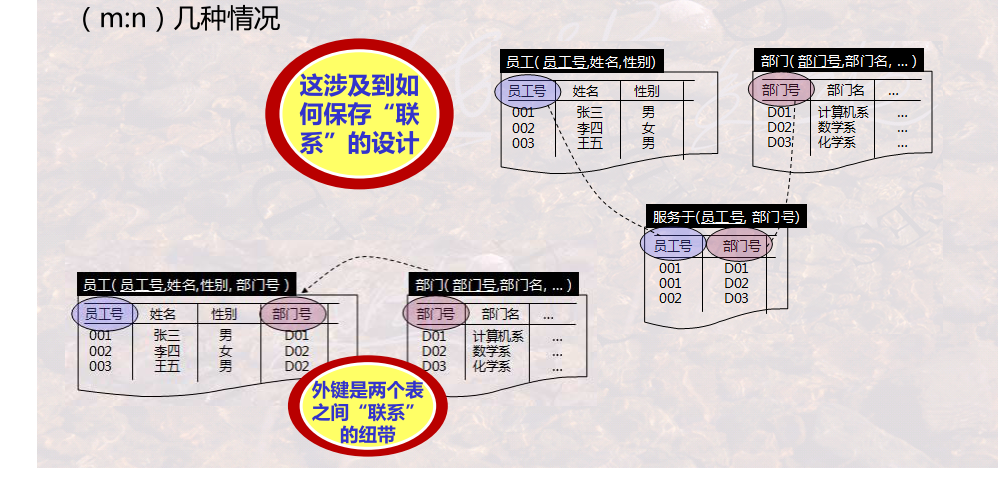 （m:n）几种情况
这涉及到如
何保存“联
系”的设计
员工( 员工号,姓名,性别)
员工号 姓名 性别
001 张三 男
002 李四 女
003 王五 男
部门( 部门号,部门名, ... )
部门号 部门名 ...
D01 计算机系 ...
D02 数学系 ...
D03 化学系 ...
服务于(员工号, 部门号)
员工号 部门号
001 D01
001 D02
002 D03
员工( 员工号,姓名,性别, 部门号 )
员工号 姓名 性别 部门号
001 张三 男 D01
002 李四 女 D02
003 王五 男 D02
部门( 部门号,部门名, ... )
部门号 部门名 ...
D01 计算机系 ...
D02 数学系 ...
D03 化学系 ...
外键是两个表
之间“联系”
的纽带